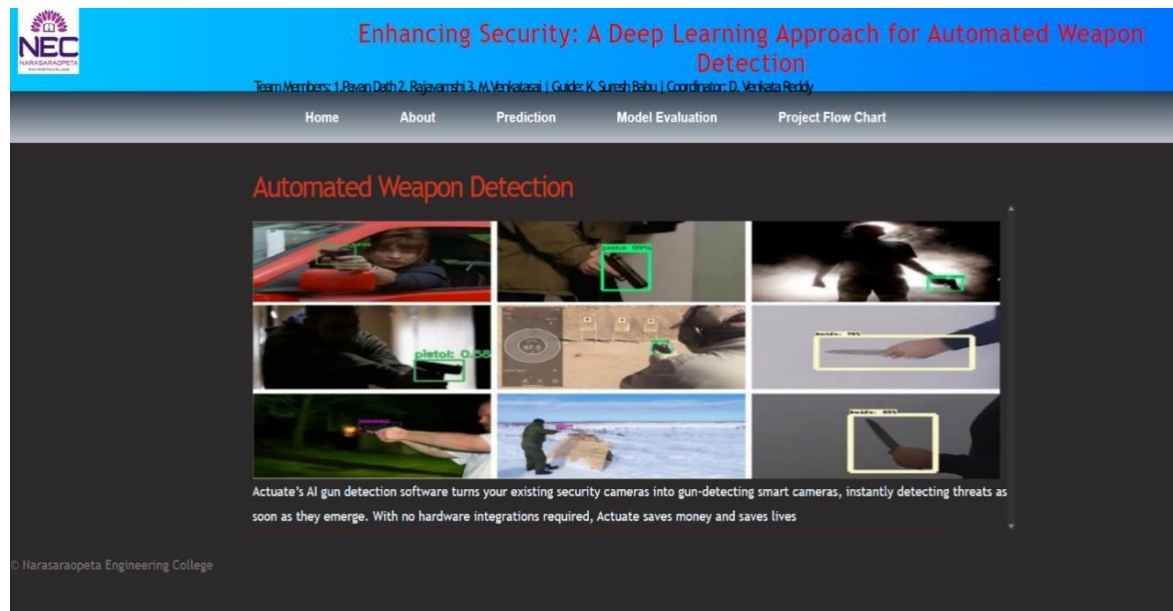 NEC
NARASARAOPETA
ENGINEERING COLLEGE
Enhancing Security: A Deep Learning Approach for Automated Weapon
Detection
Team Members: 1.Pavan Dath 2. Rajavamshi 3. M.Venkatasai | Guide: K. Suresh Babu | Coordinator: D. Venkata Reddy
Home About Prediction Model Evaluation Project Flow Chart
Automated Weapon Detection
pistol: 99%
pistol: 0.58
97.5
knife: 76%
knife: 85%
Actuate's AI gun detection software turns your existing security cameras into gun-detecting smart cameras, instantly detecting threats as
soon as they emerge. With no hardware integrations required, Actuate saves money and saves lives
© Narasaraopeta Engineering College